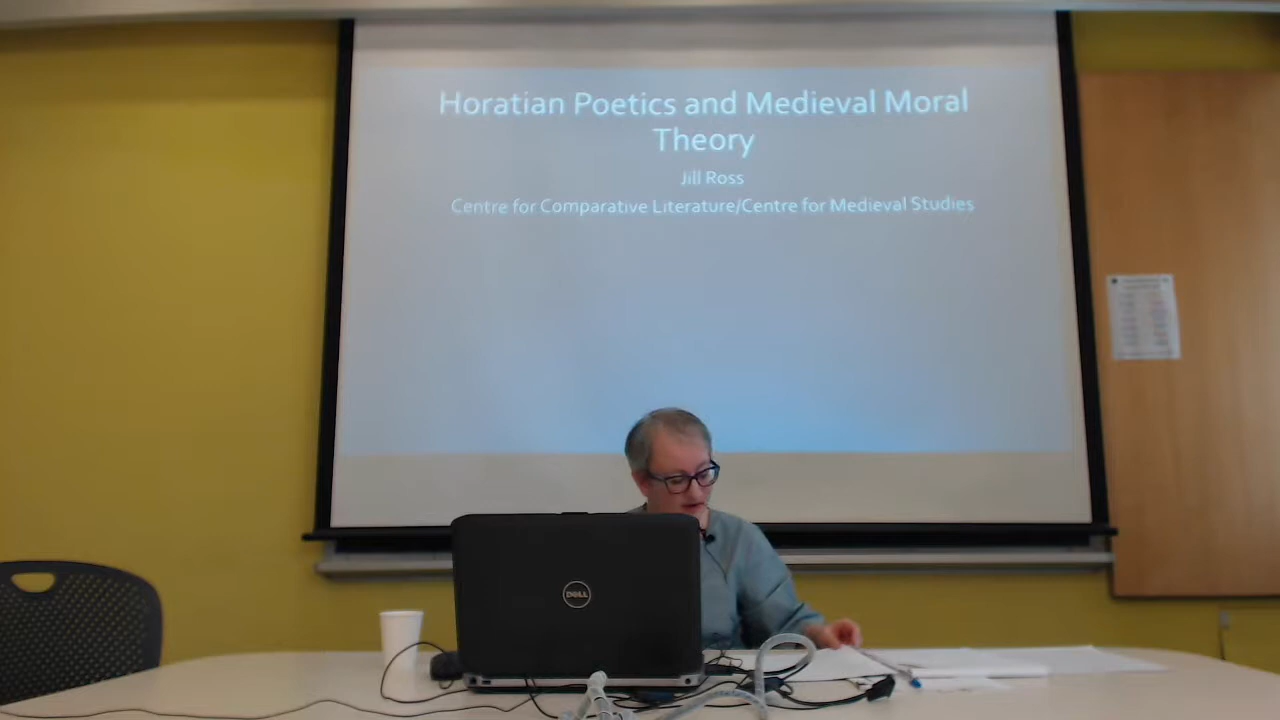 Horatian Poetics and Medieval Moral
Theory
Jill Ross
Centre for Comparative Literature/Centre for Medieval Studies
DELL